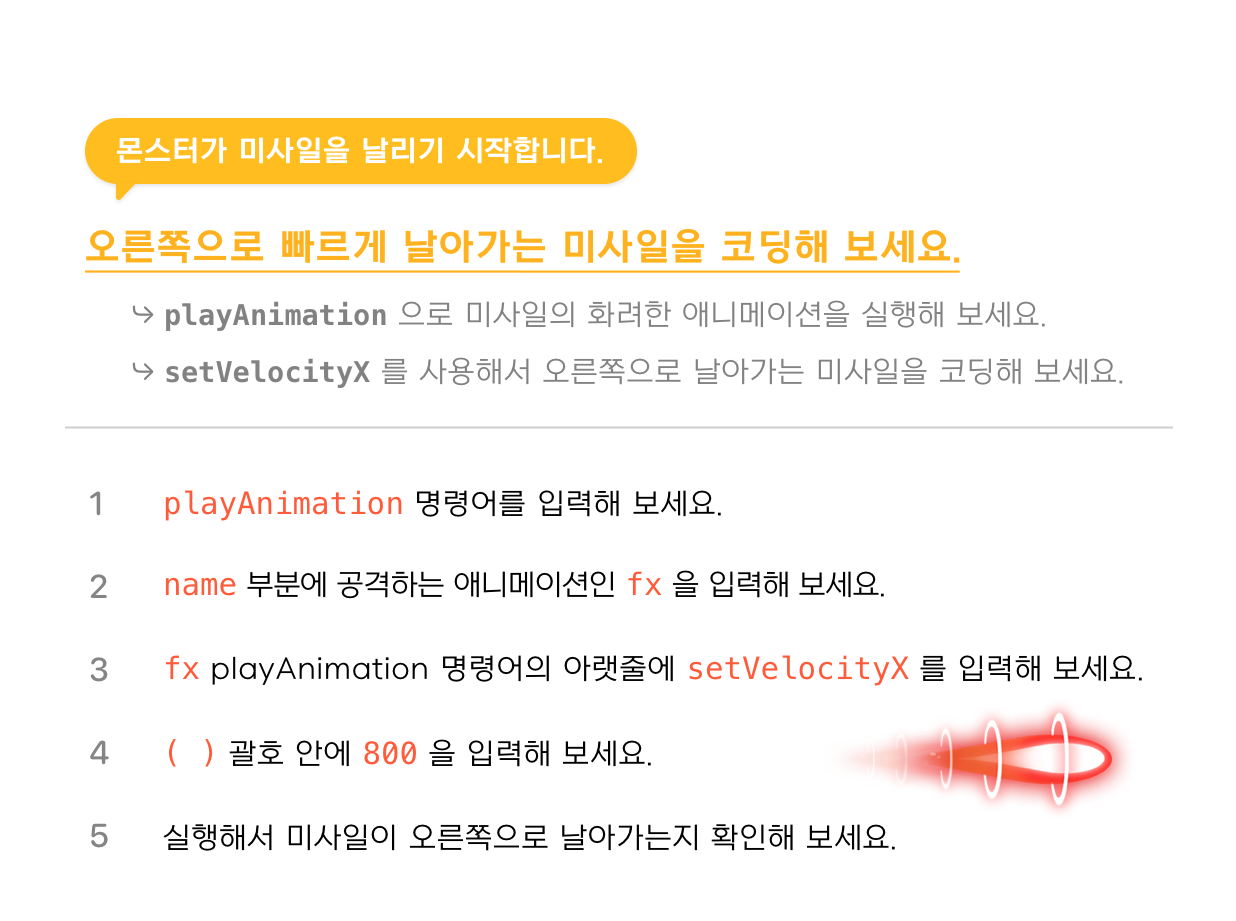 몬스터가 미사일을 날리기 시작합니다.
오른쪽으로 빠르게 날아가는 미사일을 코딩해 보세요.
↪ playAnimation 으로 미사일의 화려한 애니메이션을 실행해 보세요.
↪ setVelocityX 를 사용해서 오른쪽으로 날아가는 미사일을 코딩해 보세요.
1 playAnimation 명령어를 입력해 보세요.
2 name 부분에 공격하는 애니메이션인 fx 을 입력해 보세요.
3 fx playAnimation 명령어의 아랫줄에 setVelocityX 를 입력해 보세요.
4 ( ) 괄호 안에 800 을 입력해 보세요.
5 실행해서 미사일이 오른쪽으로 날아가는지 확인해 보세요.